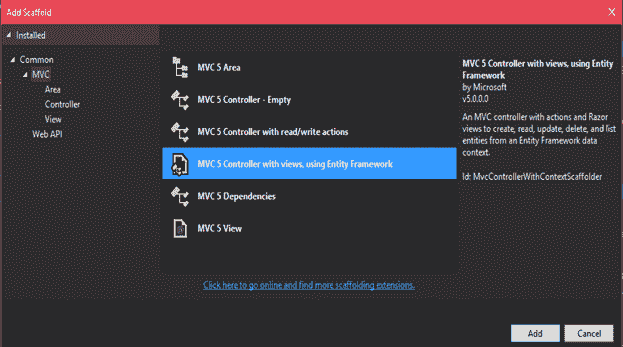 Add Scaffold
Installed
Common
MVC
Area
Controller
View
Web API
MVC 5 Area
MVC 5 Controller - Empty
MVC 5 Controller with read/write actions
MVC 5 Controller with views, using Entity Framework
MVC 5 Dependencies
MVC 5 View
Click here to go online and find more scaffolding extensions.
MVC 5 Controller with views, using Entity
Framework
by Microsoft
v5.0.0.0
An MVC controller with actions and Razor
views to create, read, update, delete, and list
entities from an Entity Framework data
context.
Id: MvcControllerWithContextScaffolder
Add
Cancel